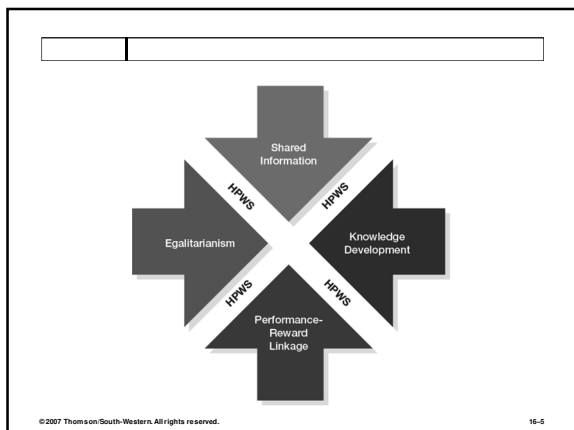 Shared
Information
HPWS
HPWS
Egalitarianism
Knowledge
Development
HPWS
HPWS
Performance-
Reward
Linkage
©2007 Thomson/South-Western. All rights reserved.
16–5